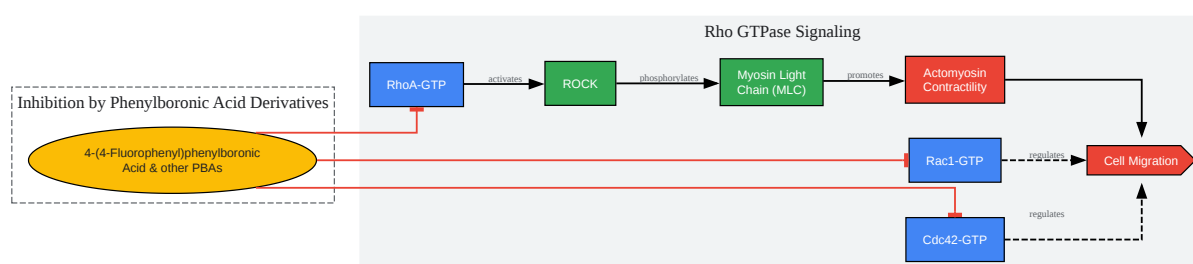 Rho GTPase Signaling
Inhibition by Phenylboronic Acid Derivatives
4-(4-Fluorophenyl)phenylboronic
Acid & other PBAs
RhoA-GTP
activates
ROCK
phosphorylates
Myosin Light
Chain (MLC)
promotes
Actomyosin
Contractility
Rac1-GTP
regulates
Cell Migration
Cdc42-GTP
regulates